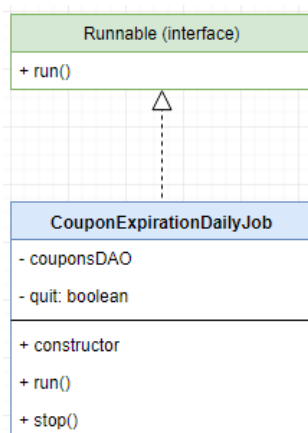 Runnable (interface)
+ run()
CouponExpirationDailyJob
- couponsDAO
- quit: boolean
+ constructor
+ run()
+ stop()